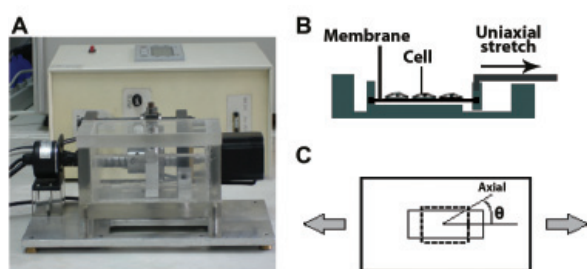 A
B
Membrane
Cell
Uniaxial
stretch
C
Axial
θ